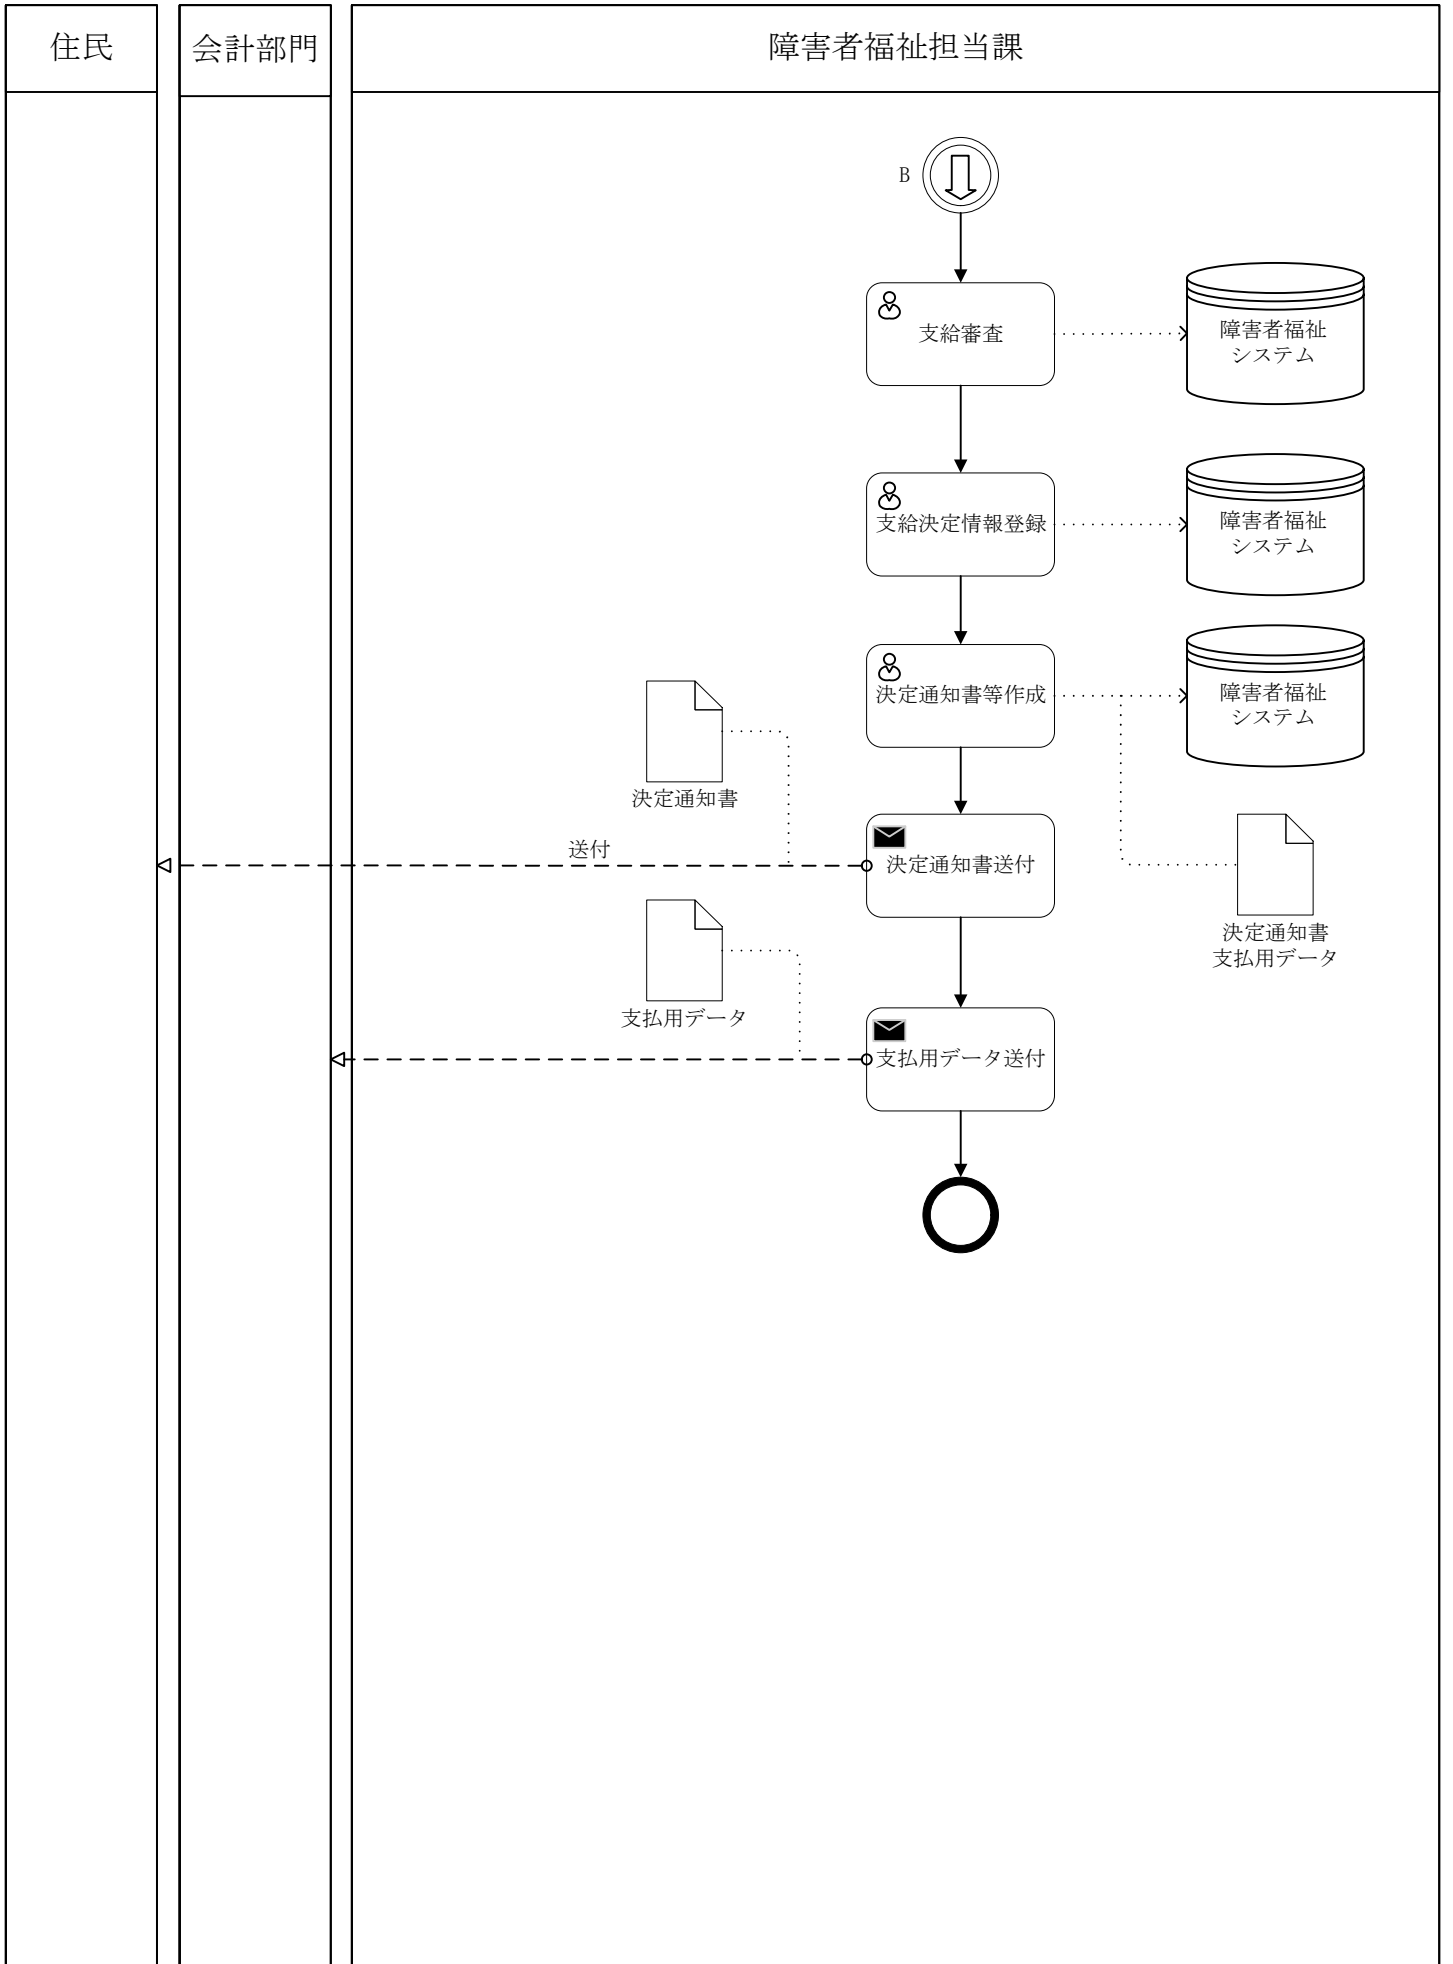 住民
会計部門
障害者福祉担当課
B
支給審査
障害者福祉
システム
支給決定情報登録
障害者福祉
システム
決定通知書等作成
障害者福祉
システム
決定通知書
送付
決定通知書送付
決定通知書
支払用データ
支払用データ
支払用データ送付